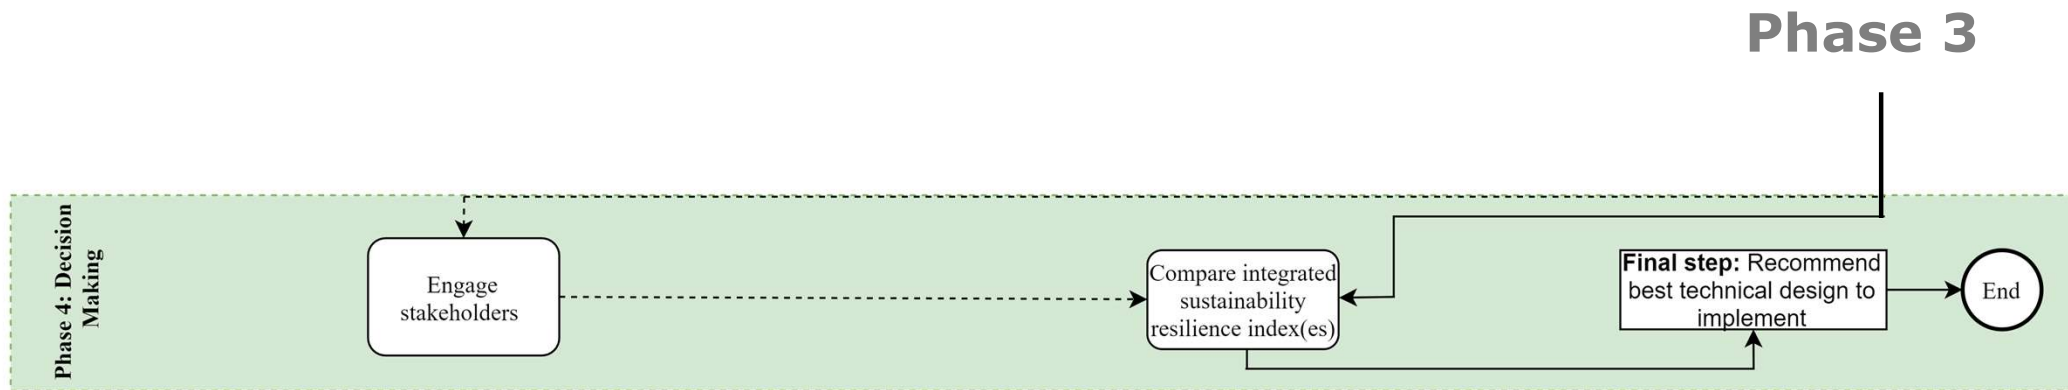 Phase 3
Phase 4: Decision
Making
Engage
stakeholders
Compare integrated
sustainability
resilience index(es)
Final step: Recommend
best technical design to
implement
End